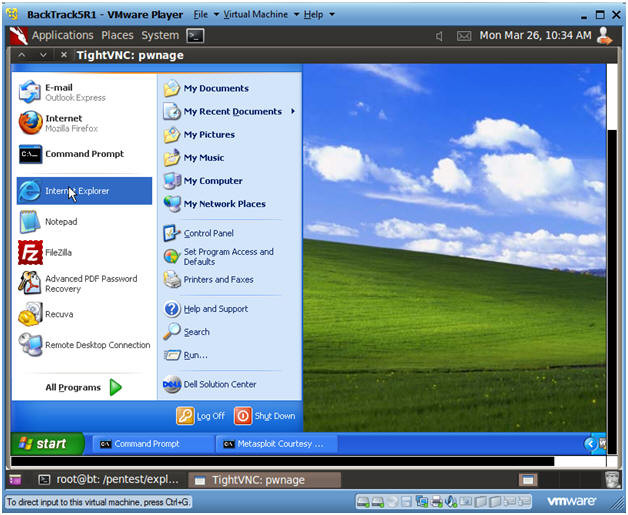 BackTrack5R1 - VMware Player File Virtual Machine Help
Applications Places System Mon Mar 26, 10:34 AM
TightVNC: pwnage
E-mail
Outlook Express
Internet
Mozilla Firefox
Command Prompt
Internet Explorer
Notepad
FileZilla
Advanced PDF Password
Recovery
Recuva
Remote Desktop Connection
All Programs
My Documents
My Recent Documents
My Pictures
My Music
My Computer
My Network Places
Control Panel
Set Program Access and
Defaults
Printers and Faxes
Help and Support
Search
Run...
DELL Dell Solution Center
Log Off Shut Down
start Command Prompt Metasploit Courtesy ...
root@bt: /pentest/expl... TightVNC: pwnage
To direct input to this virtual machine, press Ctrl+G. vmware